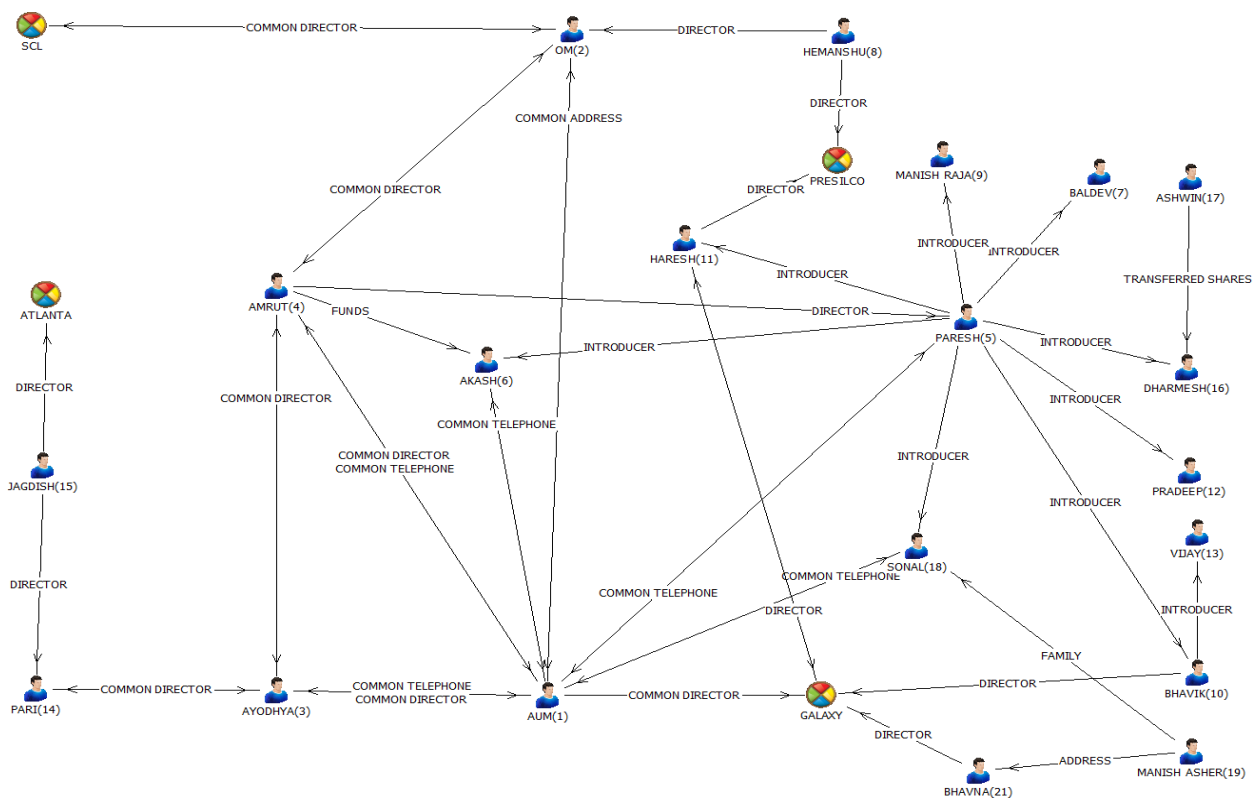 COMMON DIRECTOR
DIRECTOR
SCL
OM(2)
HEMANSHU(8)
DIRECTOR
COMMON ADDRESS
PRESILCO
MANISH RAJA(9)
BALDEV(7)
ASHWIN(17)
COMMON DIRECTOR
DIRECTOR
INTRODUCER
INTRODUCER
HARESH(11)
INTRODUCER
TRANSFERRED SHARES
ATLANTA
AMRUT(4)
FUNDS
DIRECTOR
PARESH(5)
INTRODUCER
INTRODUCER
AKASH(6)
DHARMESH(16)
DIRECTOR
COMMON DIRECTOR
INTRODUCER
COMMON TELEPHONE
COMMON DIRECTOR
COMMON TELEPHONE
INTRODUCER
JAGDISH(15)
PRADEEP(12)
INTRODUCER
VIJAY(13)
SONAL(18)
COMMON TELEPHONE
DIRECTOR
COMMON TELEPHONE
DIRECTOR
INTRODUCER
FAMILY
COMMON DIRECTOR
COMMON TELEPHONE
COMMON DIRECTOR
COMMON DIRECTOR
DIRECTOR
PARI(14)
AYODHYA(3)
AUM(1)
GALAXY
BHAVIK(10)
DIRECTOR
ADDRESS
MANISH ASHER(19)
BHAVNA(21)